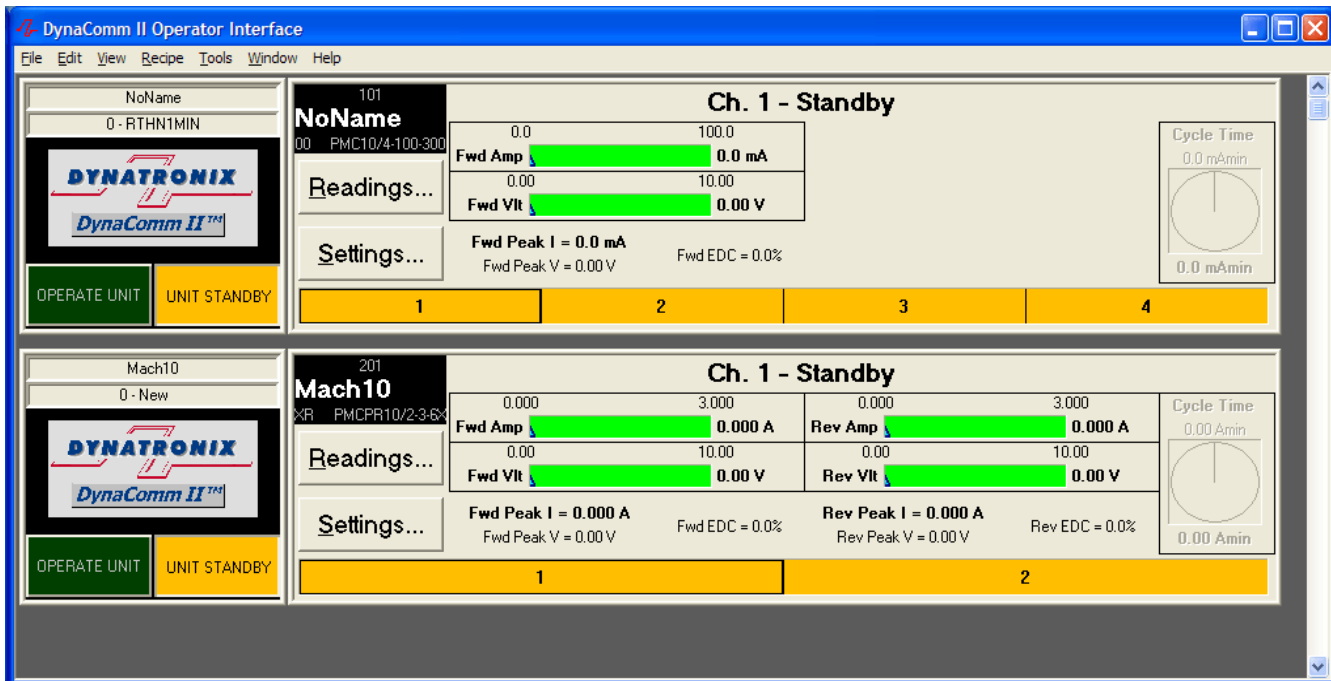 DynaComm II Operator Interface
File Edit View Recipe Tools Window Help
NoName
0 - RTHN1MIN
DYNATRONIX
DynaComm II™
OPERATE UNIT UNIT STANDBY
101
NoName
00 PMC10/4-100-300
Readings...
Settings...
Ch. 1 - Standby
0.0 100.0
Fwd Amp 0.0 mA
0.00 10.00
Fwd Vlt 0.00 V
Fwd Peak I = 0.0 mA
Fwd Peak V = 0.00 V
Fwd EDC = 0.0%
Cycle Time
0.0 mAmin
0.0 mAmin
1 2 3 4
Mach10
0 - New
DYNATRONIX
DynaComm II™
OPERATE UNIT UNIT STANDBY
201
Mach10
XR PMCPR10/2-3-6X
Readings...
Settings...
Ch. 1 - Standby
0.000 3.000 0.000 3.000
Fwd Amp 0.000 A Rev Amp 0.000 A
0.00 10.00 0.00 10.00
Fwd Vlt 0.00 V Rev Vlt 0.00 V
Fwd Peak I = 0.000 A
Fwd Peak V = 0.00 V
Fwd EDC = 0.0%
Rev Peak I = 0.000 A
Rev Peak V = 0.00 V
Rev EDC = 0.0%
Cycle Time
0.00 Amin
0.00 Amin
1 2